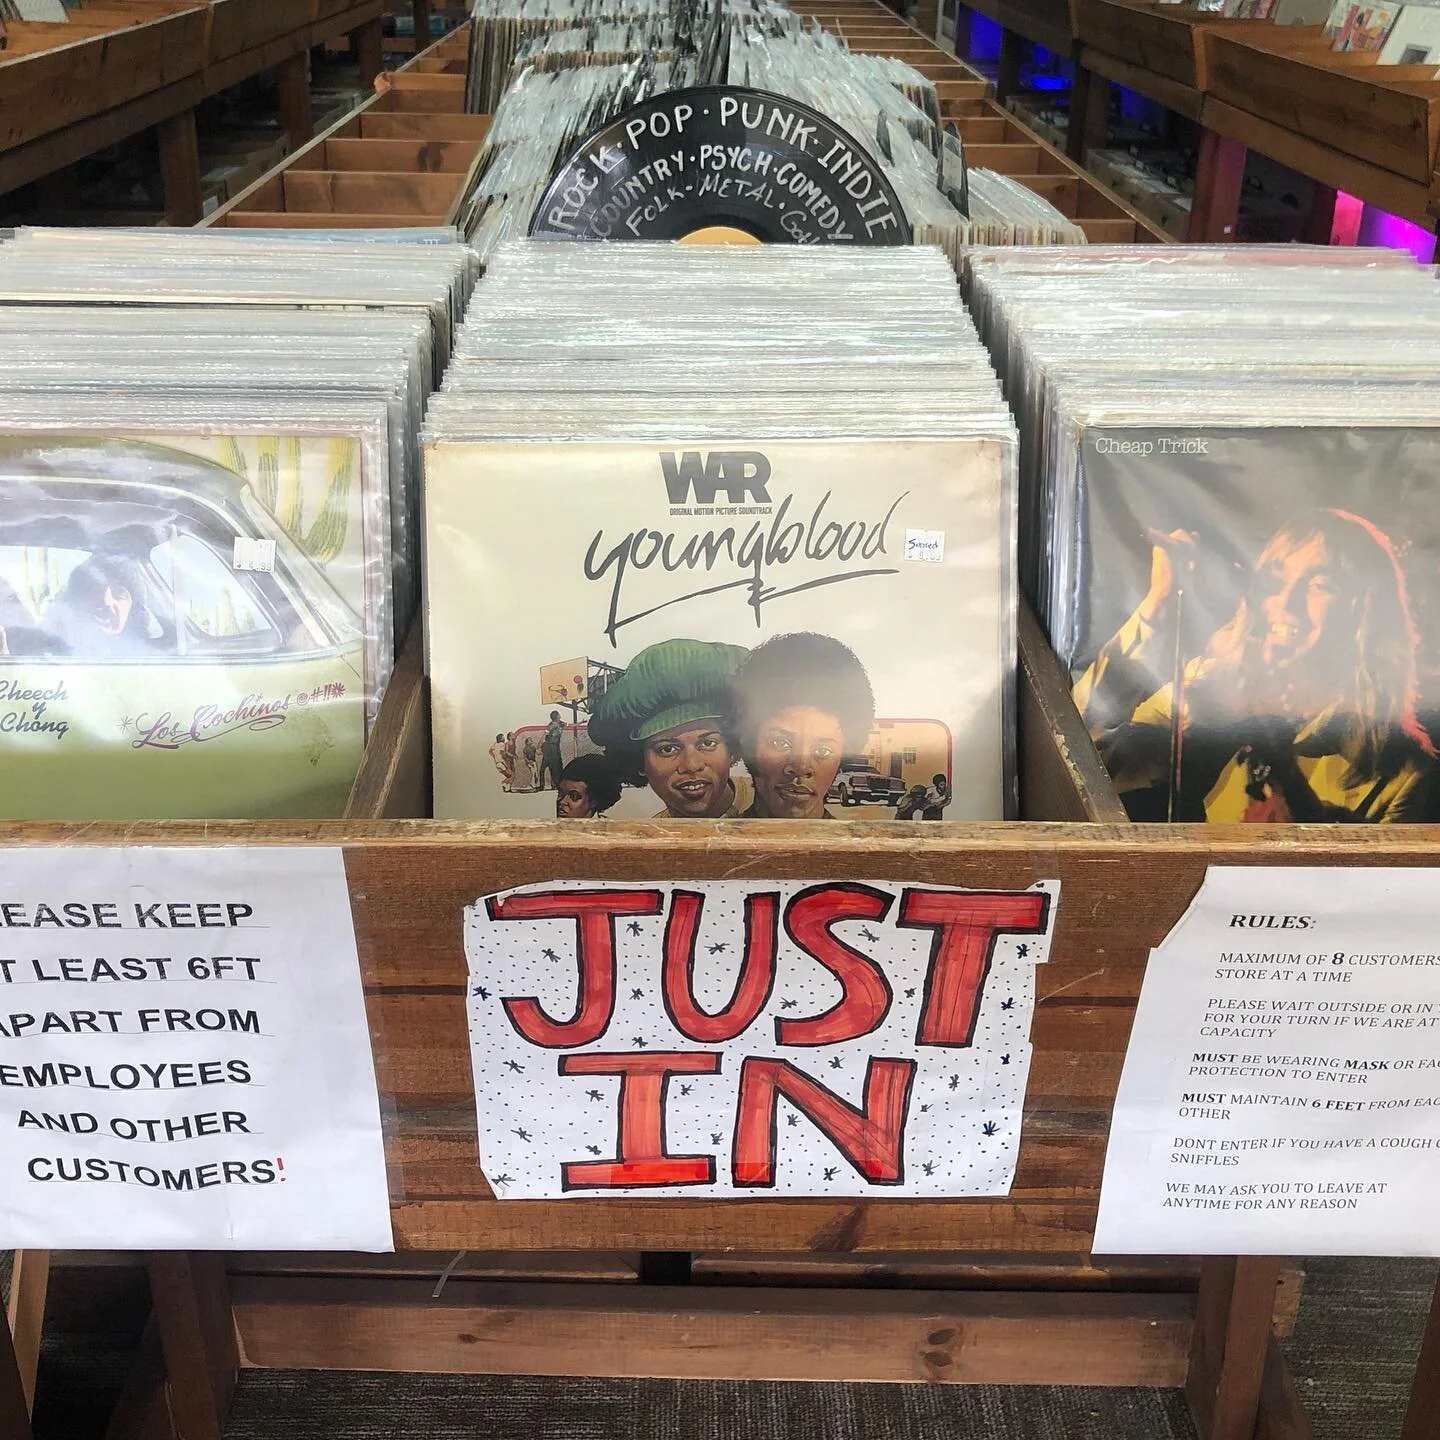 ROCK · POP · PUNK · INDIE
COUNTRY · PSYCH · COMEDY
FOLK · METAL · GOTH
WAR
ORIGINAL MOTION PICTURE SOUNDTRACK
youngblood
Cheap Trick
Cheech
y
Chong
*Los Cochinos @#!!*
JUST
IN
EASE KEEP
T LEAST 6FT
APART FROM
EMPLOYEES
AND OTHER
CUSTOMERS!
RULES:
MAXIMUM OF 8 CUSTOMERS
STORE AT A TIME
PLEASE WAIT OUTSIDE OR IN
FOR YOUR TURN IF WE ARE AT
CAPACITY
MUST BE WEARING MASK OR FAC
PROTECTION TO ENTER
MUST MAINTAIN 6 FEET FROM EAC
OTHER
DONT ENTER IF YOU HAVE A COUGH
SNIFFLES
WE MAY ASK YOU TO LEAVE AT
ANYTIME FOR ANY REASON